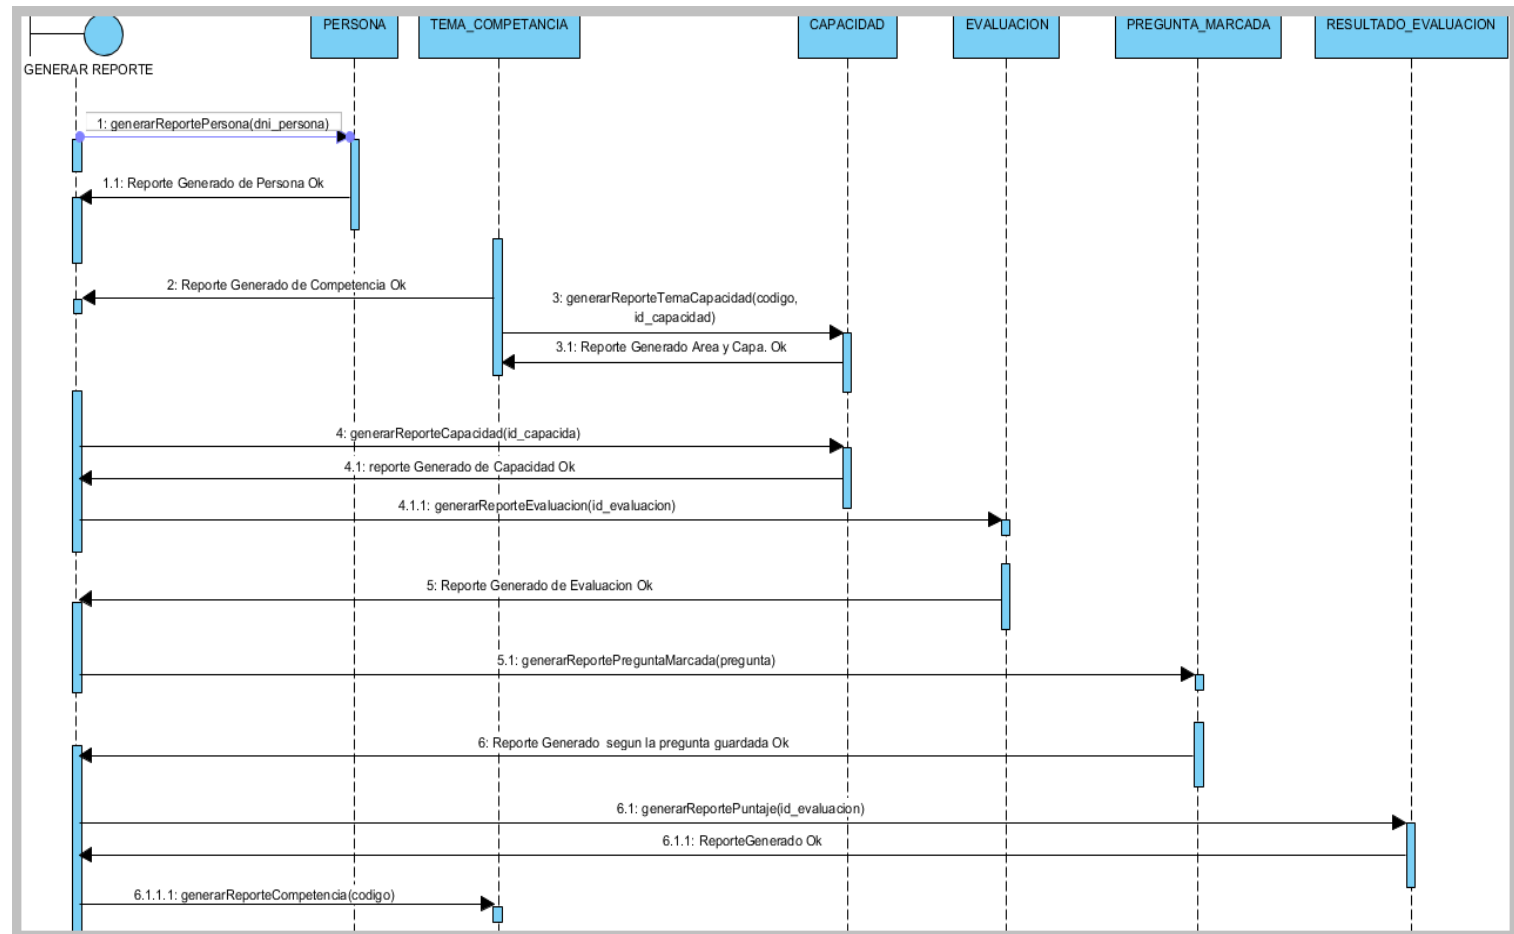 PERSONA
TEMA_COMPETANCIA
CAPACIDAD
EVALUACION
PREGUNTA_MARCADA
RESULTADO_EVALUACION
GENERAR REPORTE
1: generarReportePersona(dni_persona)
1.1: Reporte Generado de Persona Ok
2: Reporte Generado de Competencia Ok
3: generarReporteTemaCapacidad(codigo,
id_capacidad)
3.1: Reporte Generado Area y Capa. Ok
4: generarReporteCapacidad(id_capacida)
4.1: reporte Generado de Capacidad Ok
4.1.1: generarReporteEvaluacion(id_evaluacion)
5: Reporte Generado de Evaluacion Ok
5.1: generarReportePreguntaMarcada(pregunta)
6: Reporte Generado segun la pregunta guardada Ok
6.1: generarReportePuntaje(id_evaluacion)
6.1.1: ReporteGenerado Ok
6.1.1.1: generarReporteCompetencia(codigo)